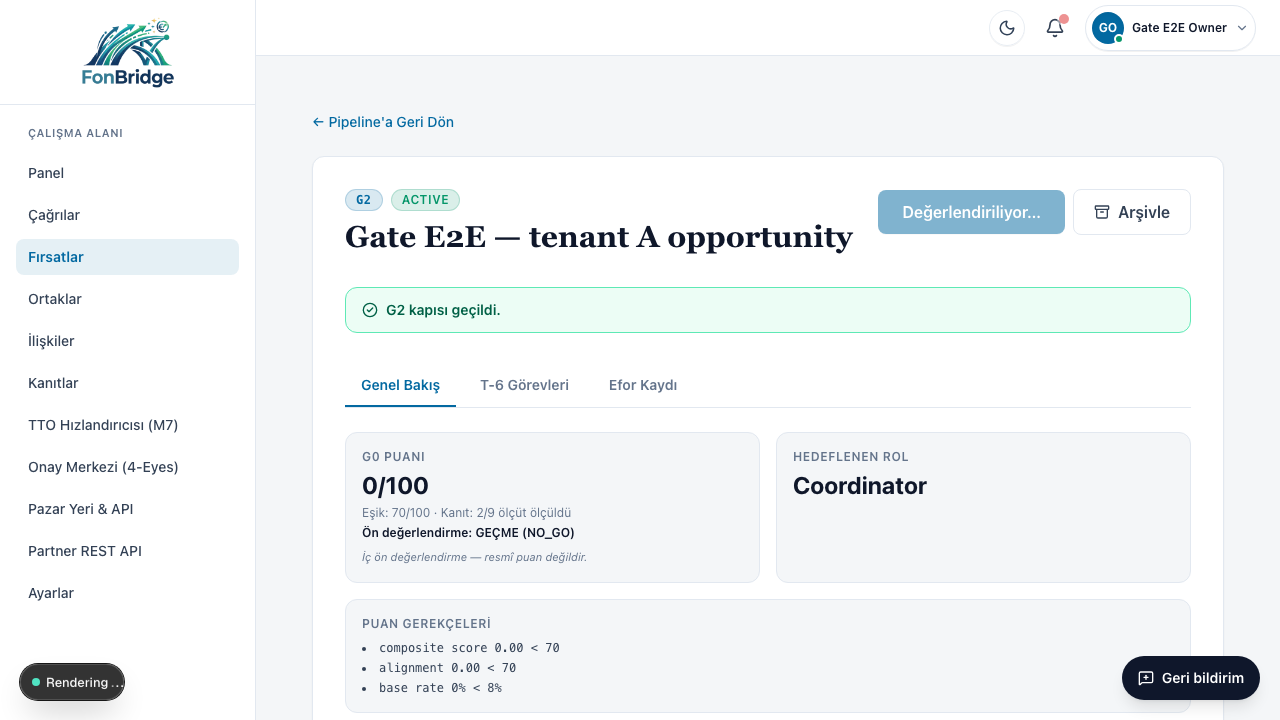 FonBridge
GO
Gate E2E Owner
ÇALIŞMA ALANI
Panel
Çağrılar
Fırsatlar
Ortaklar
İlişkiler
Kanıtlar
TTO Hızlandırıcısı (M7)
Onay Merkezi (4-Eyes)
Pazar Yeri & API
Partner REST API
Ayarlar
Rendering ...
← Pipeline'a Geri Dön
G2
ACTIVE
Gate E2E — tenant A opportunity
Değerlendiriliyor...
Arşivle
G2 kapısı geçildi.
Genel Bakış
T-6 Görevleri
Efor Kaydı
G0 PUANI
0/100
Eşik: 70/100 · Kanıt: 2/9 ölçüt ölçüldü
Ön değerlendirme: GEÇME (NO_GO)
İç ön değerlendirme — resmî puan değildir.
HEDEFLENEN ROL
Coordinator
PUAN GEREKÇELERİ
• composite score 0.00 < 70
• alignment 0.00 < 70
• base rate 0% < 8%
Geri bildirim